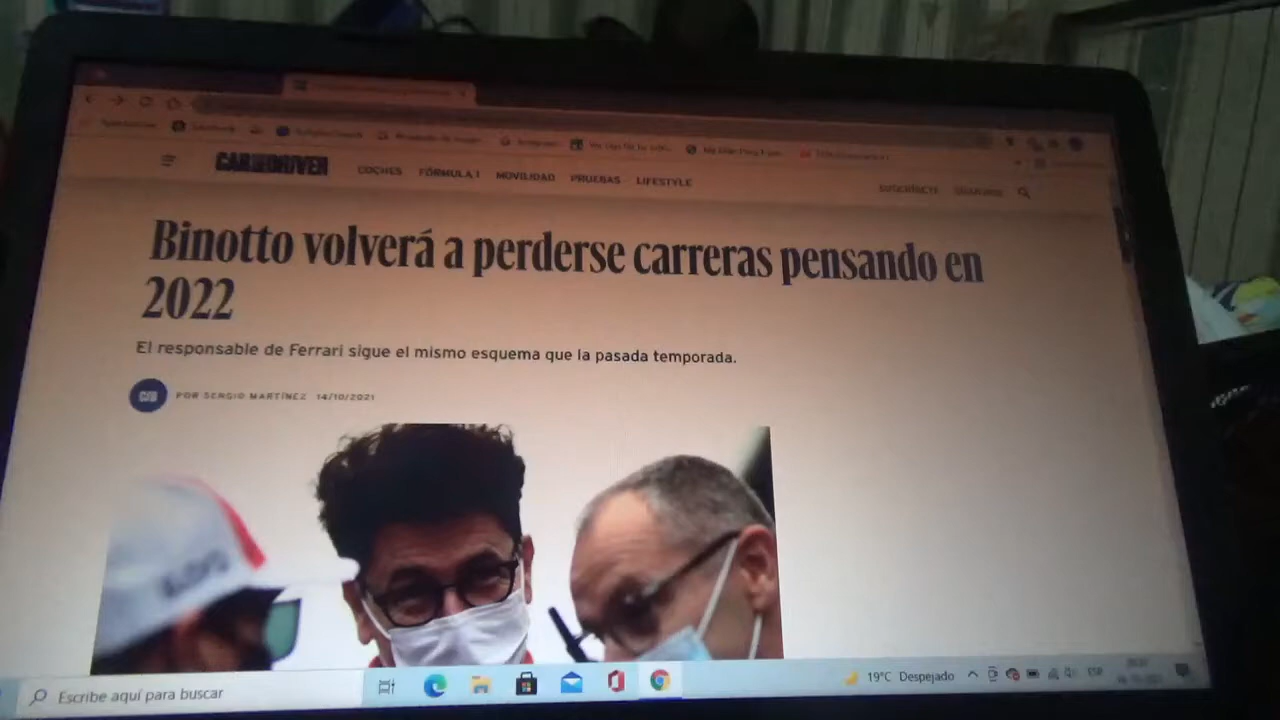 CAR AND DRIVER COCHES FÓRMULA 1 MOVILIDAD PRUEBAS LIFESTYLE
SUSCRÍBETE
Binotto volverá a perderse carreras pensando en
2022
El responsable de Ferrari sigue el mismo esquema que la pasada temporada.
C/D POR SERGIO MARTÍNEZ 14/10/2021
Escribe aquí para buscar
19°C Despejado ESP